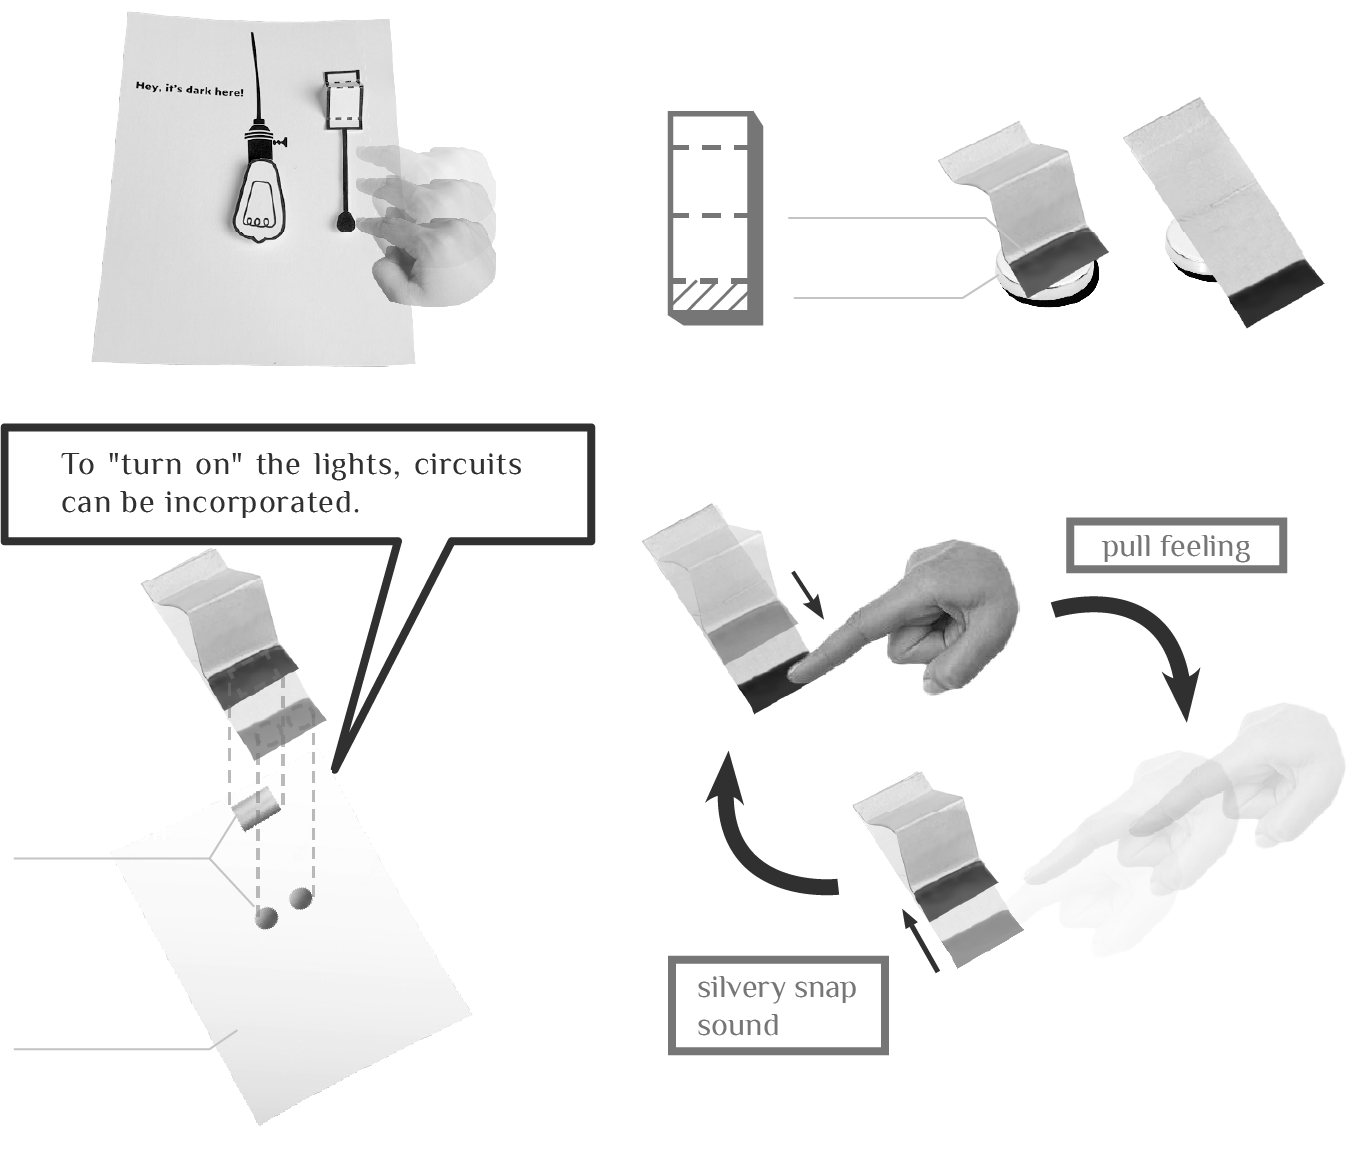 Hey, it's dark here!
To "turn on" the lights, circuits
can be incorporated.
pull feeling
silvery snap
sound